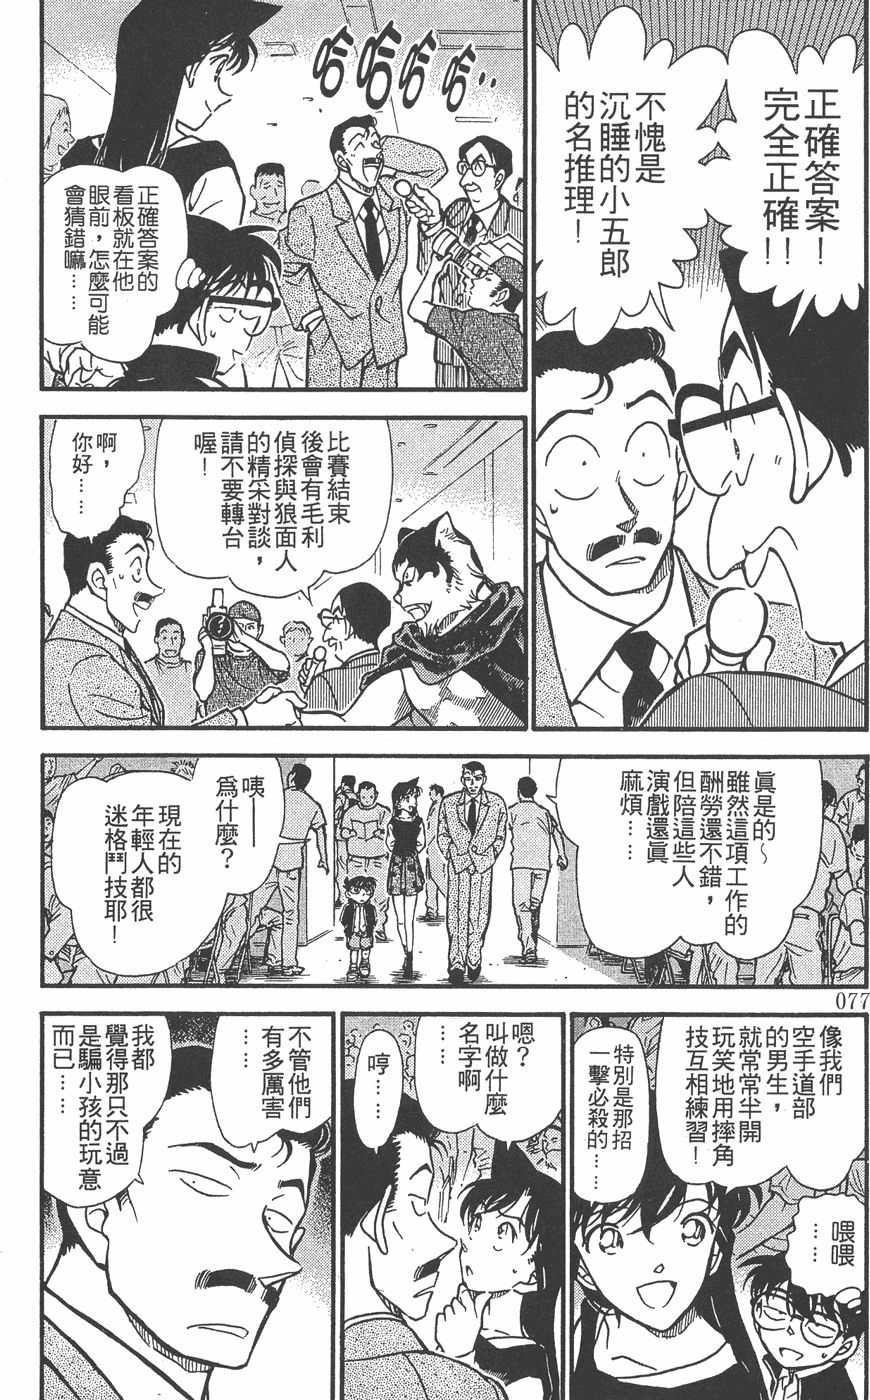 正確答案！
完全正確！！
不愧是
沉睡的小五郎
的名推理！
哈哈哈哈‥
正確答案的
看板就在他
眼前，怎麼可能
會猜錯嘛……
比賽結束
後會有毛利
偵探與狼面人
的精采對談，
請不要轉台
喔！
啊，
你好……
眞是的～
雖然這項工作的
酬勞還不錯，
但陪這些人
演戲還眞
麻煩……
咦──
爲什麼？
現在的
年輕人都很
迷格鬥技耶！
077
像我們
空手道部
的男生，
就常常半開
玩笑地用摔角
技互相練習！
特別是那招
一擊必殺的……
喂喂
……
嗯？
叫做什麼
名字啊
哼……
不管他們
有多厲害
……
我都
覺得那只不過
是騙小孩的玩意
而已……